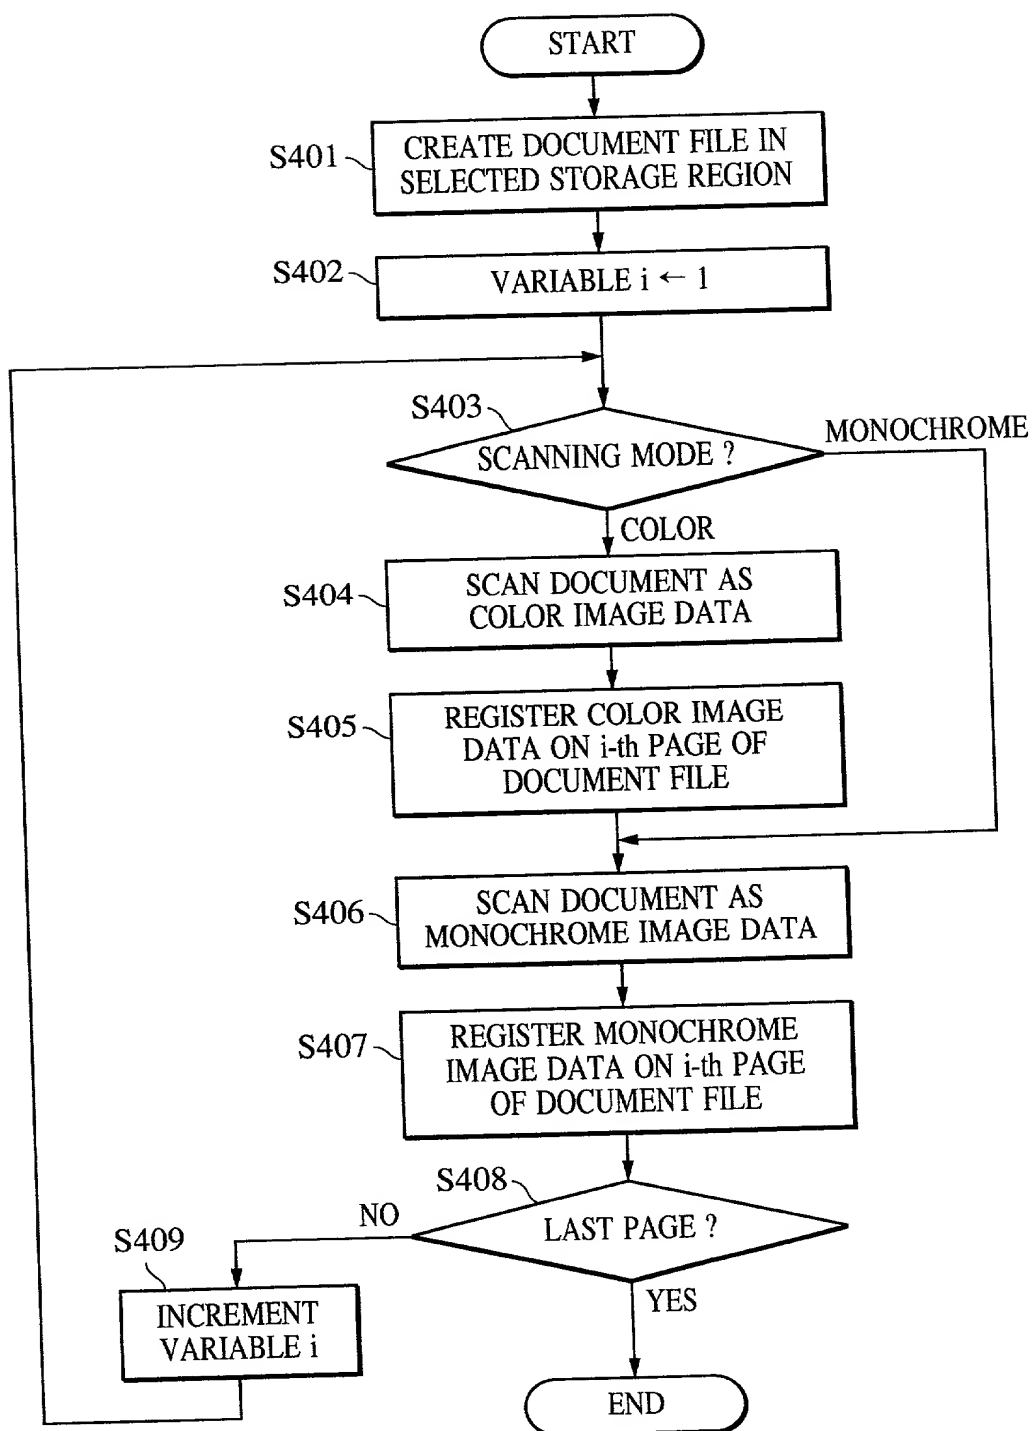 START
S401
CREATE DOCUMENT FILE IN
SELECTED STORAGE REGION
S402
VARIABLE i ← 1
S403
SCANNING MODE ?
MONOCHROME
COLOR
S404
SCAN DOCUMENT AS
COLOR IMAGE DATA
S405
REGISTER COLOR IMAGE
DATA ON i-th PAGE OF
DOCUMENT FILE
S406
SCAN DOCUMENT AS
MONOCHROME IMAGE DATA
S407
REGISTER MONOCHROME
IMAGE DATA ON i-th PAGE
OF DOCUMENT FILE
S408
LAST PAGE ?
NO
YES
S409
INCREMENT
VARIABLE i
END